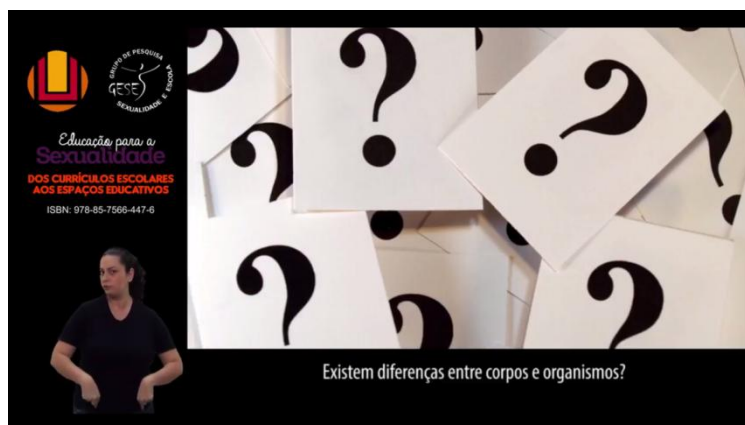 GRUPO DE PESQUISA
GESE
SEXUALIDADE E ESCOLA
Educação para a
Sexualidade
DOS CURRÍCULOS ESCOLARES
AOS ESPAÇOS EDUCATIVOS
ISBN: 978-85-7566-447-6
? ? ? ? ? ?
Existem diferenças entre corpos e organismos?